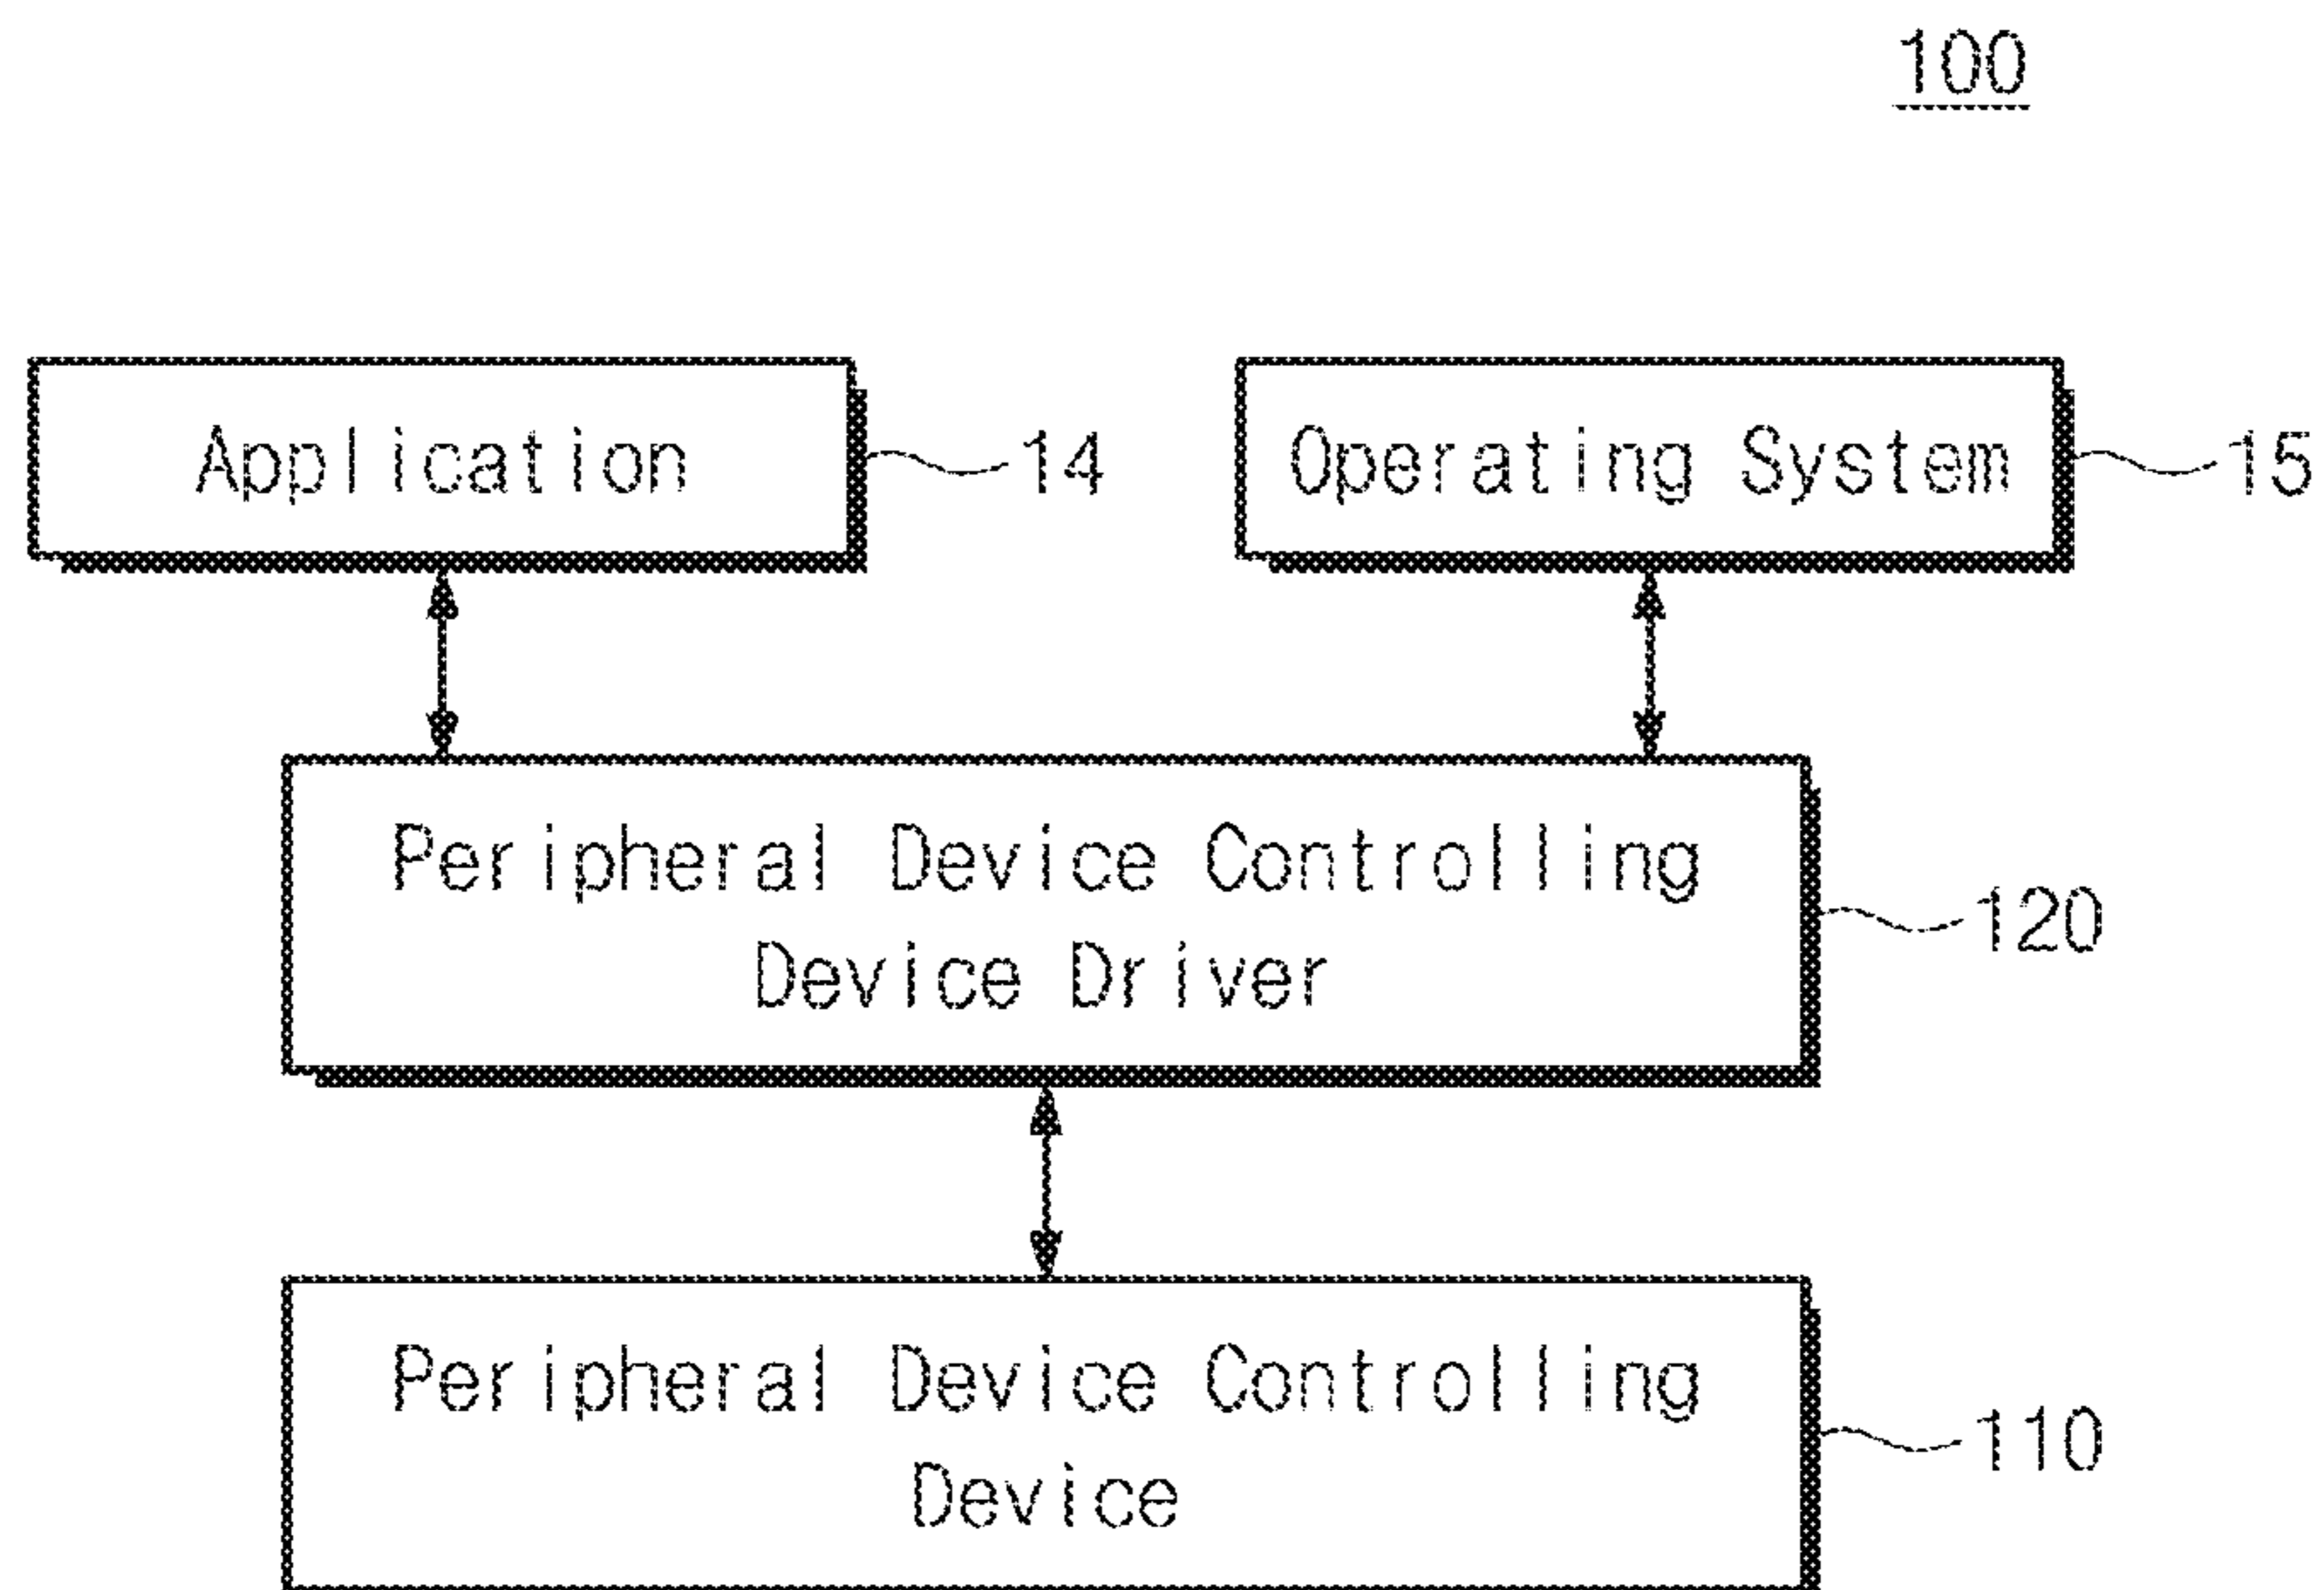 100
Application
14
Operating System
15
Peripheral Device Controlling
Device Driver
120
Peripheral Device Controlling
Device
110